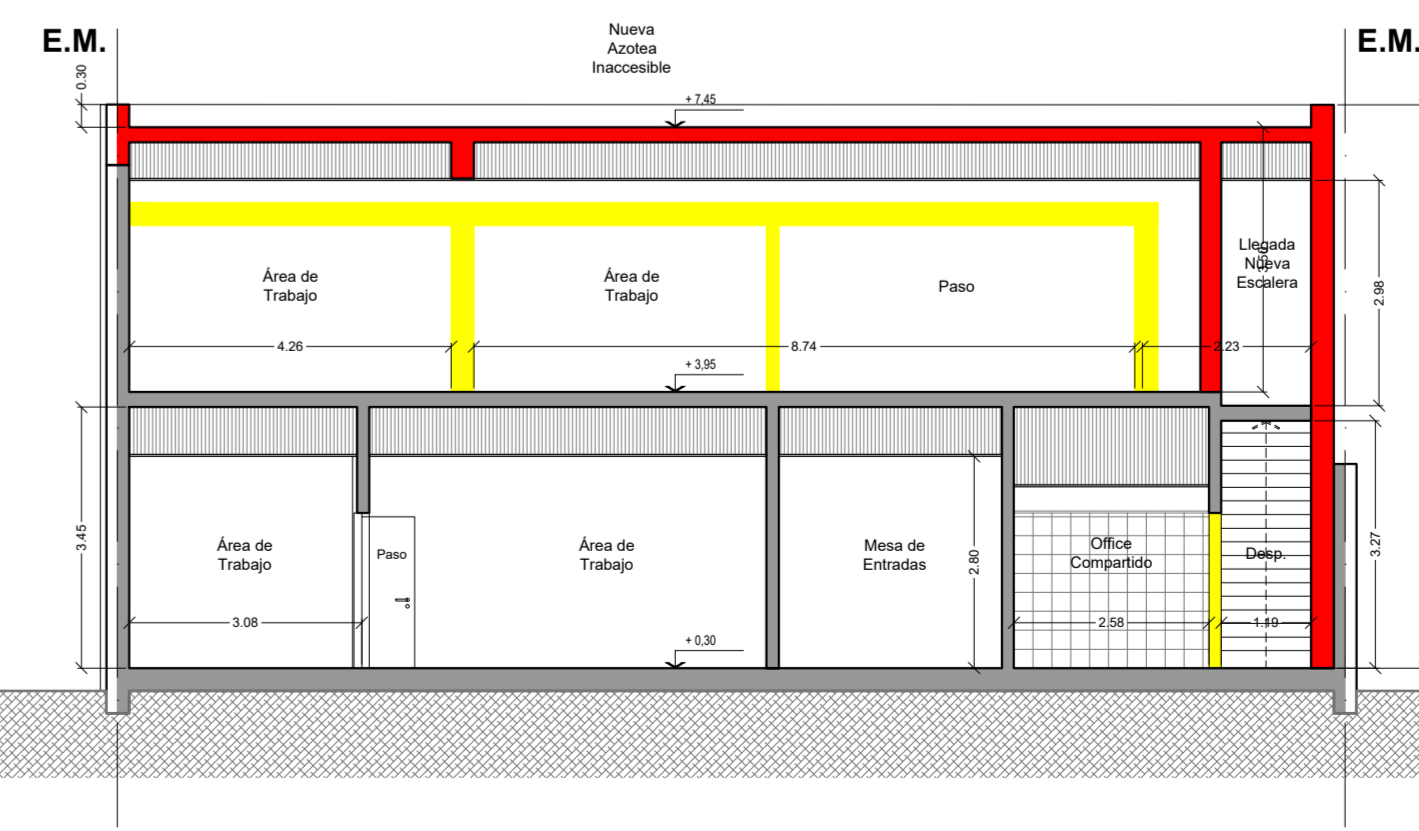 E.M.
Nueva
Azotea
Inaccesible
E.M.
0.30
+ 7,45
Área de
Trabajo
Área de
Trabajo
Paso
Llegada
Nueva
Escalera
3.50
2.98
4.26
8.74
2.23
+ 3,95
3.45
Área de
Trabajo
Paso
Área de
Trabajo
Mesa de
Entradas
2.80
Office
Compartido
Desp.
3.27
3.08
2.58
1.19
+ 0,30